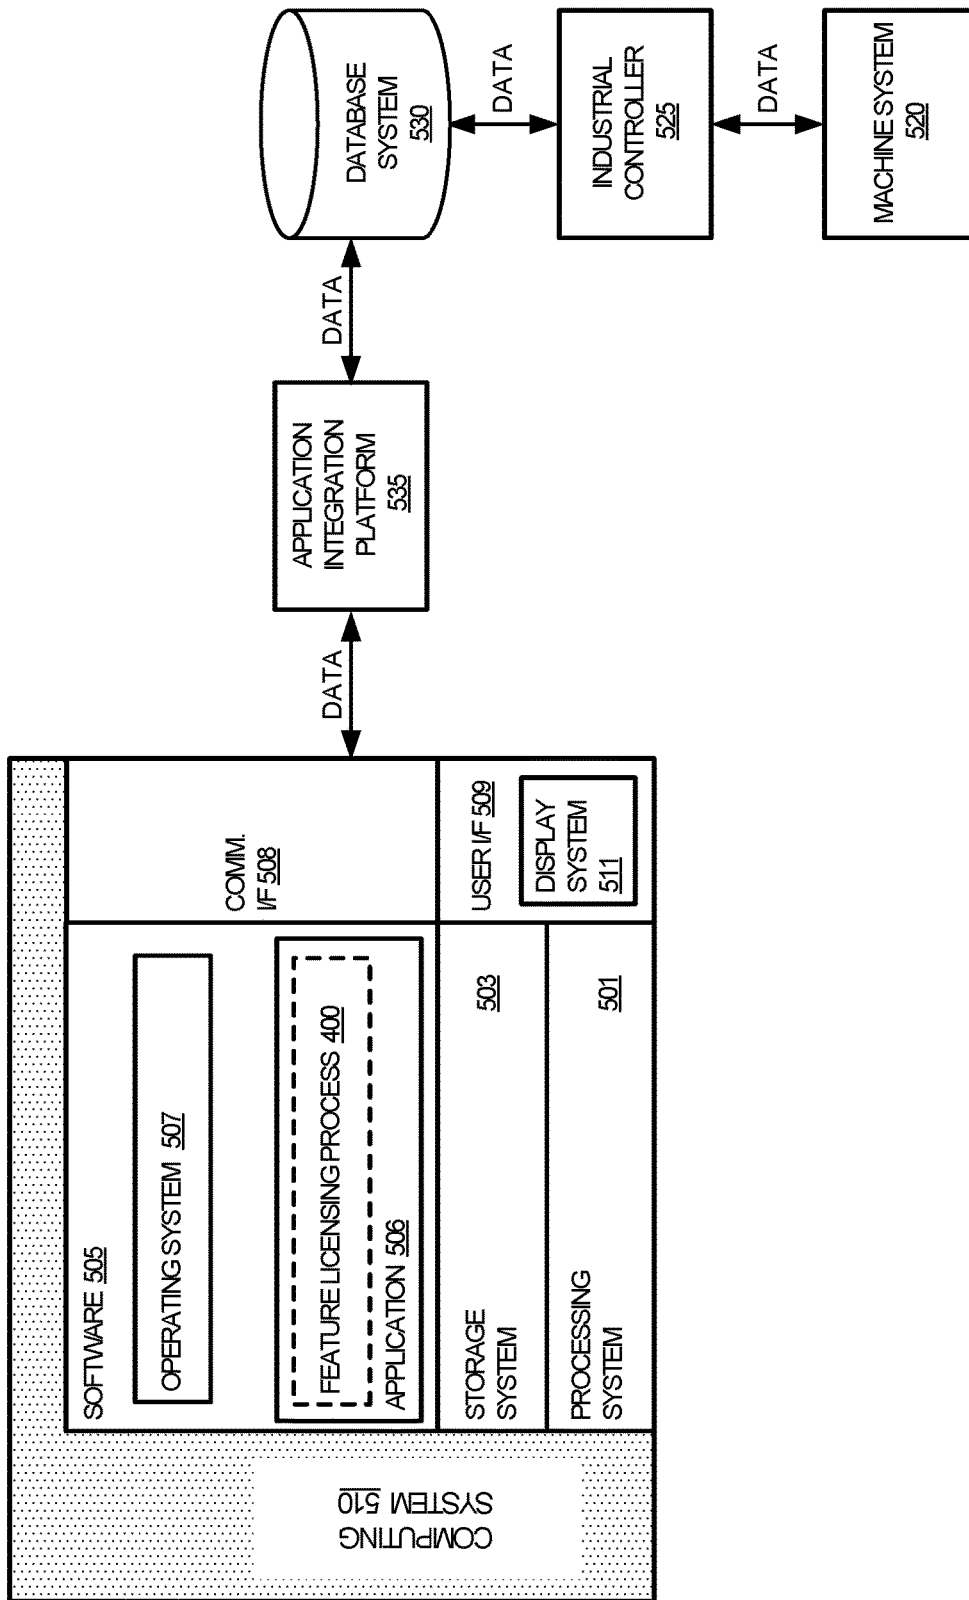 COMPUTING
SYSTEM 510
SOFTWARE 505
OPERATING SYSTEM 507
FEATURE LICENSING PROCESS 400
APPLICATION 506
COMM.
I/F 508
STORAGE
SYSTEM
503
PROCESSING
SYSTEM
501
USER I/F 509
DISPLAY
SYSTEM
511
DATA
APPLICATION
INTEGRATION
PLATFORM
535
DATA
DATABASE
SYSTEM
530
DATA
INDUSTRIAL
CONTROLLER
525
DATA
MACHINE SYSTEM
520